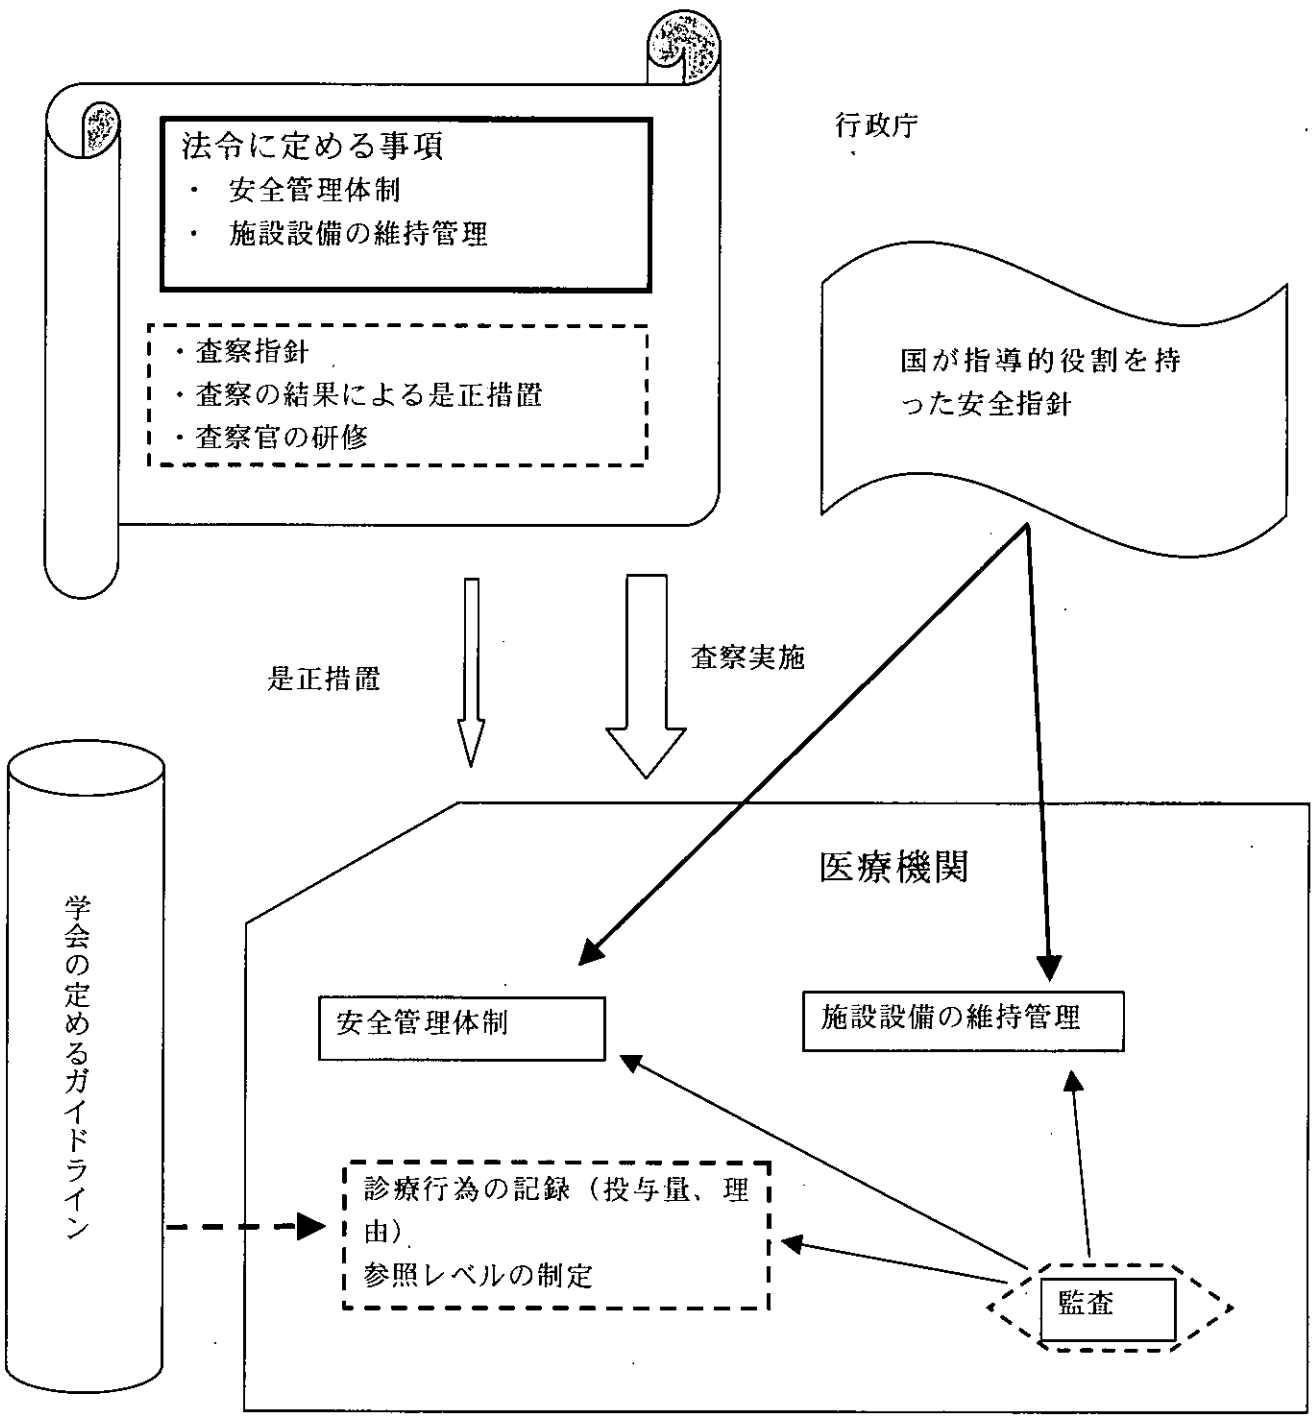 行政庁
法令に定める事項
・ 安全管理体制
・ 施設設備の維持管理
・査察指針
・査察の結果による是正措置
・査察官の研修
国が指導的役割を持
った安全指針
是正措置
査察実施
学会の定めるガイドライン
医療機関
安全管理体制
施設設備の維持管理
診療行為の記録（投与量、理
由）
参照レベルの制定
監査